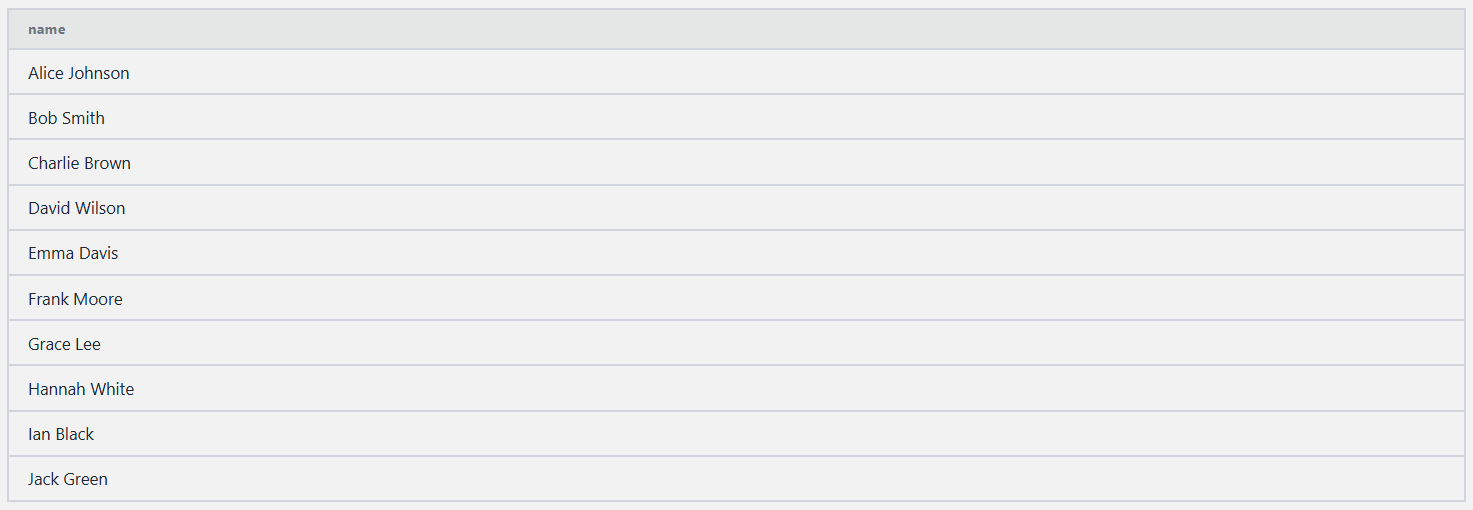 name
Alice Johnson
Bob Smith
Charlie Brown
David Wilson
Emma Davis
Frank Moore
Grace Lee
Hannah White
Ian Black
Jack Green